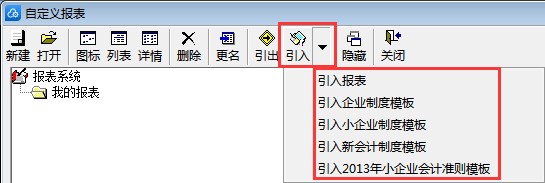 自定义报表
新建 打开 图标 列表 详情 删除 更名 引出 引入 隐藏 关闭
报表系统
我的报表
引入报表
引入企业制度模板
引入小企业制度模板
引入新会计制度模板
引入2013年小企业会计准则模板